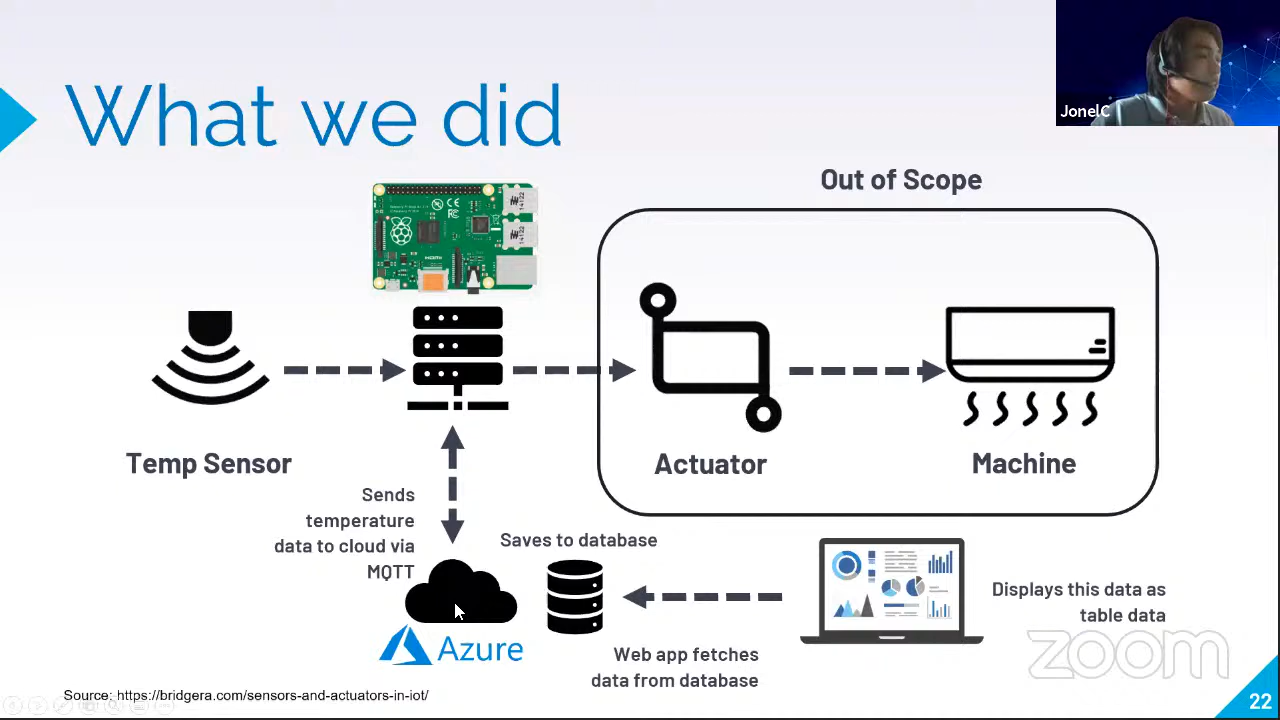 What we did
JonelC
Out of Scope
Temp Sensor
Actuator
Machine
Sends
temperature
data to cloud via
MQTT
Saves to database
Azure
Web app fetches
data from database
Displays this data as
table data
zoom
Source: https://bridgera.com/sensors-and-actuators-in-iot/
22